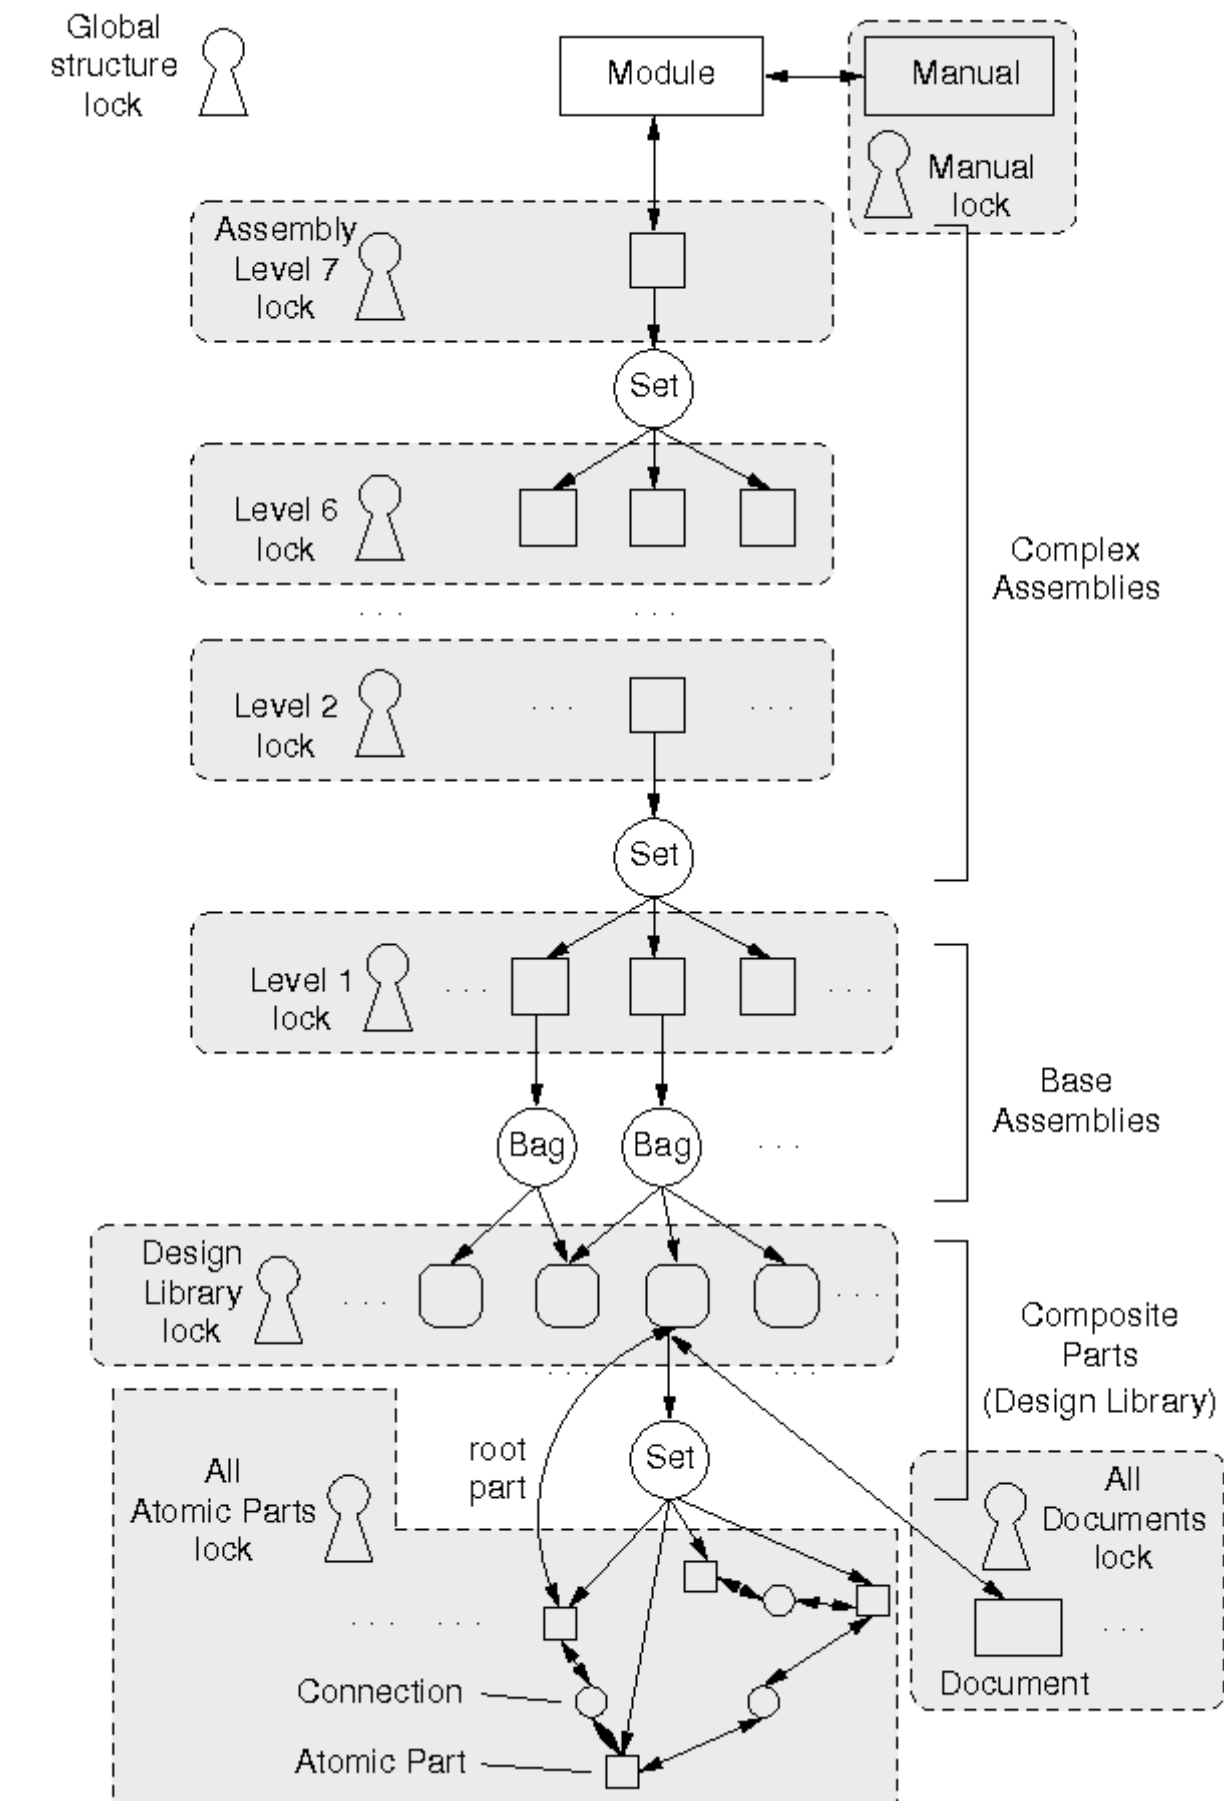 Global
structure
lock
Module
Manual
Manual
lock
Assembly
Level 7
lock
Set
Level 6
lock
. . .
. . .
Complex
Assemblies
Level 2
lock
. . .
. . .
Set
Level 1
lock
. . .
. . .
Base
Assemblies
Bag
Bag
. . .
Design
Library
lock
. . .
. . .
Composite
Parts
(Design Library)
. . .
. . .
root
part
Set
All
Atomic Parts
lock
All
Documents
lock
. . .
. . .
. . .
Document
Connection
Atomic Part